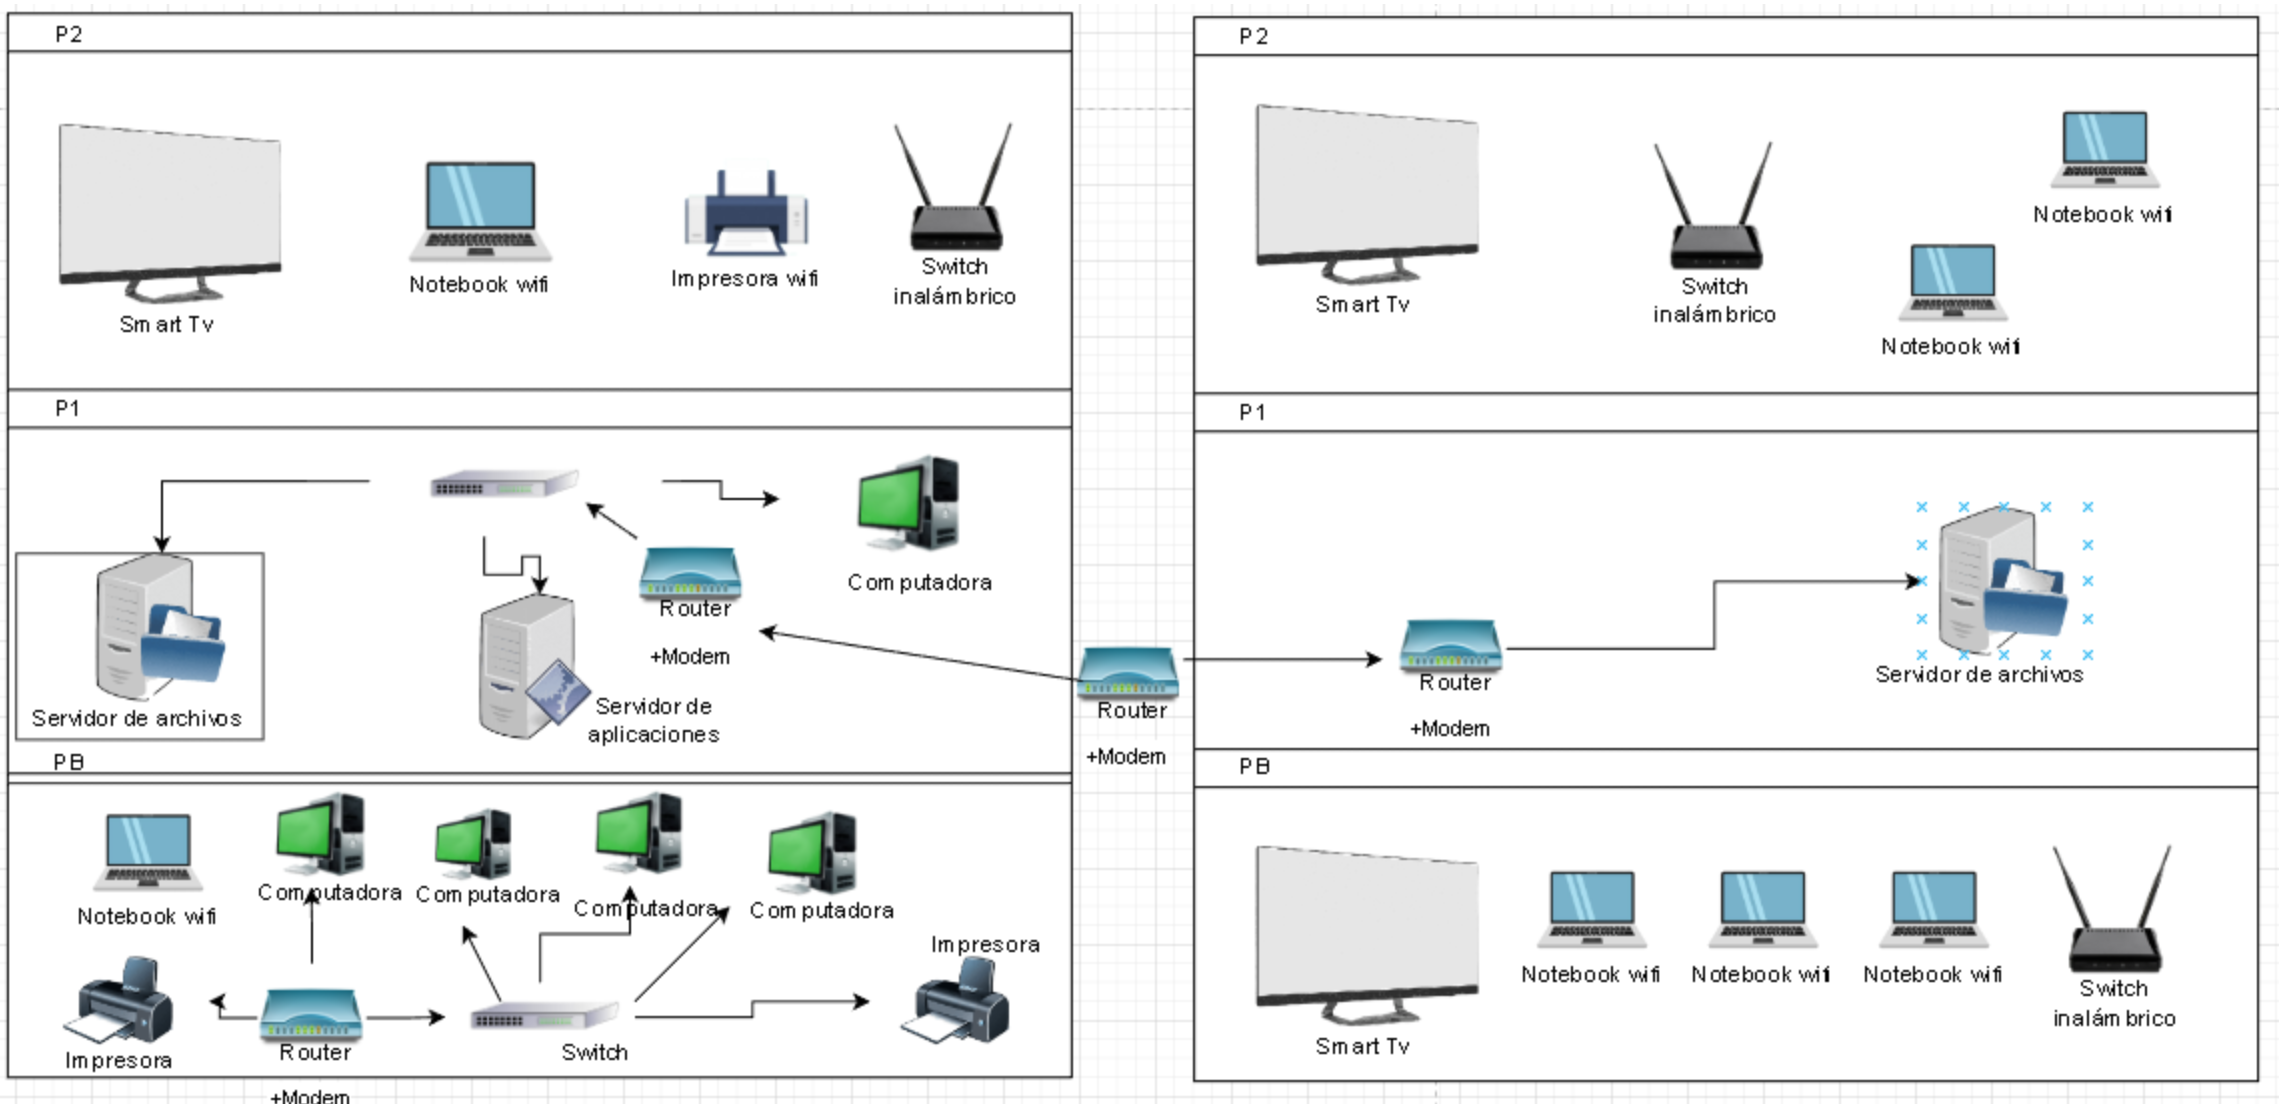 P2
Smart Tv
Notebook wifi
Impresora wifi
Switch
inalámbrico
P1
Computadora
Router
+Modem
Servidor de archivos
Servidor de
aplicaciones
PB
Notebook wifi
Computadora
Computadora
Computadora
Computadora
Impresora
Impresora
Router
+Modem
Switch
Router
+Modem
P2
Smart Tv
Switch
inalámbrico
Notebook wifi
Notebook wifi
P1
Router
+Modem
Servidor de archivos
PB
Smart Tv
Notebook wifi
Notebook wifi
Notebook wifi
Switch
inalámbrico